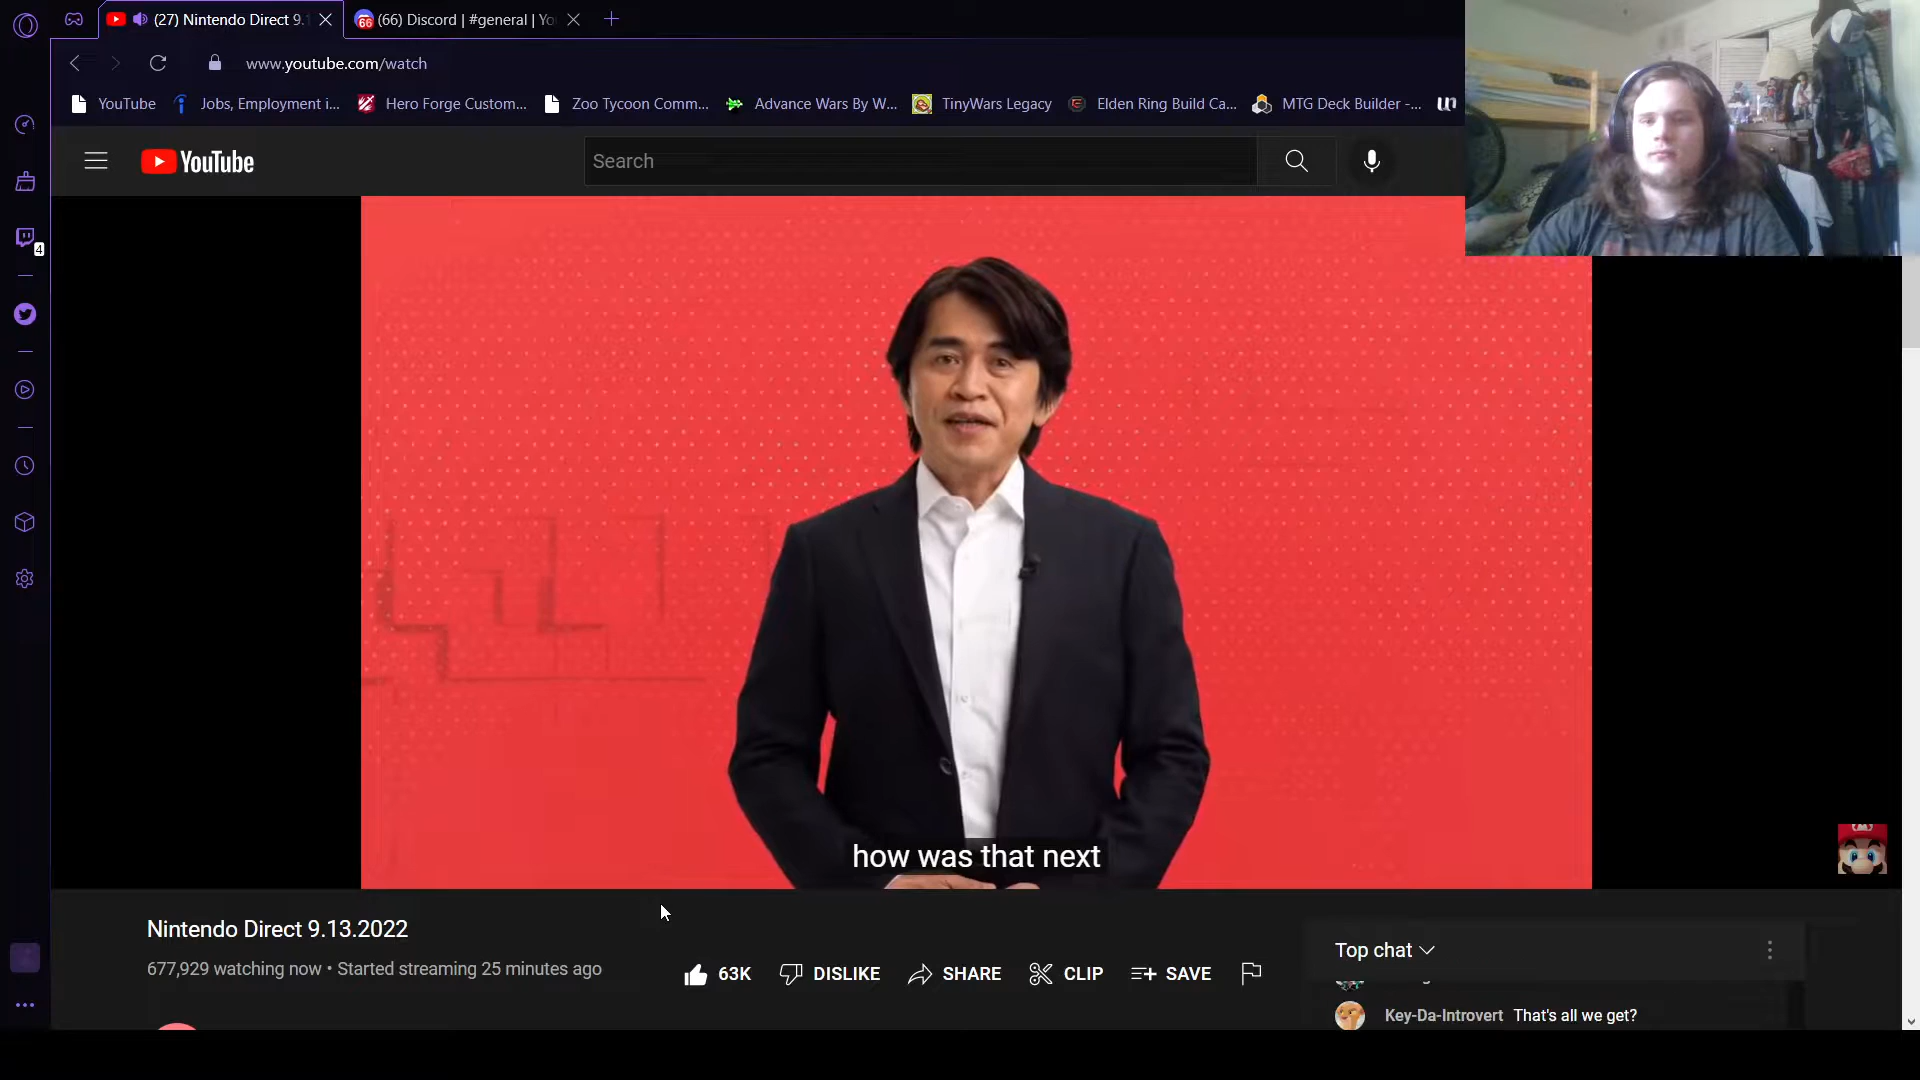 (27) Nintendo Direct 9.1
66 (66) Discord | #general | Yo
www.youtube.com/watch
YouTube Jobs, Employment i... Hero Forge Custom... Zoo Tycoon Comm... Advance Wars By W... TinyWars Legacy Elden Ring Build Ca... MTG Deck Builder -...
YouTube
Search
4
how was that next
Nintendo Direct 9.13.2022
677,929 watching now • Started streaming 25 minutes ago
63K DISLIKE SHARE CLIP SAVE
Top chat
Key-Da-Introvert That's all we get?